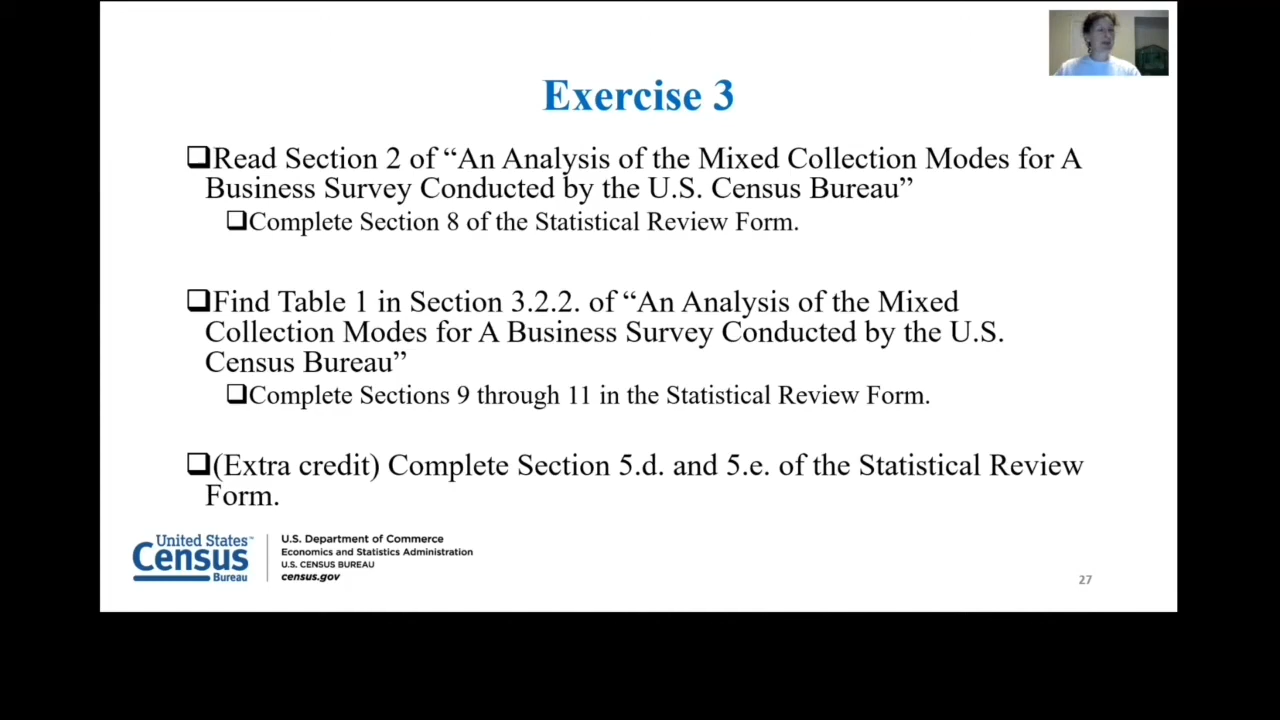 Exercise 3
❑Read Section 2 of “An Analysis of the Mixed Collection Modes for A
Business Survey Conducted by the U.S. Census Bureau”
❑Complete Section 8 of the Statistical Review Form.
❑Find Table 1 in Section 3.2.2. of “An Analysis of the Mixed
Collection Modes for A Business Survey Conducted by the U.S.
Census Bureau”
❑Complete Sections 9 through 11 in the Statistical Review Form.
❑(Extra credit) Complete Section 5.d. and 5.e. of the Statistical Review
Form.
United States™
Census
Bureau
U.S. Department of Commerce
Economics and Statistics Administration
U.S. CENSUS BUREAU
census.gov
27